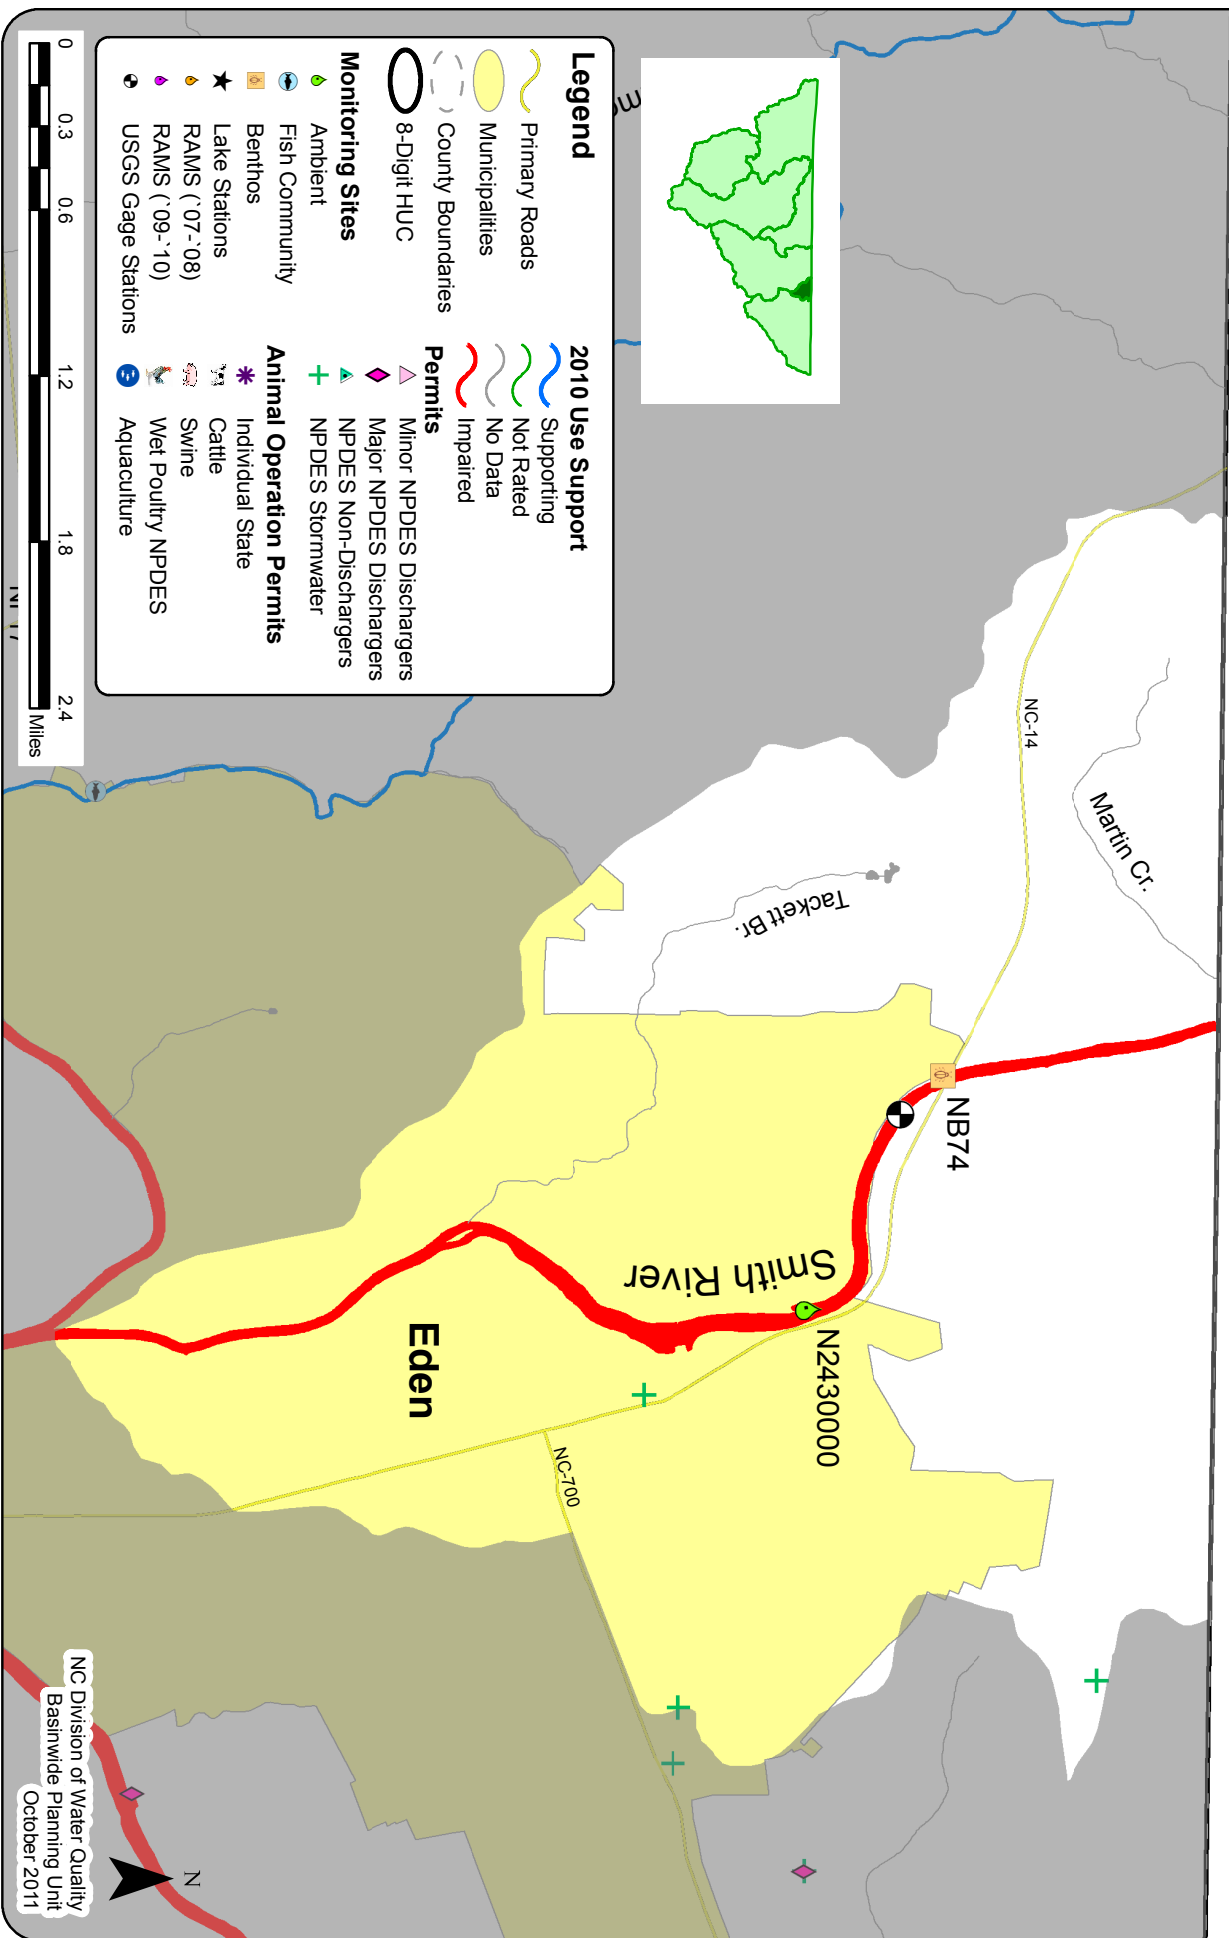 Legend
Primary Roads
Municipalities
County Boundaries
8-Digit HUC
Monitoring Sites
Ambient
Fish Community
Benthos
Lake Stations
RAMS (`07-`08)
RAMS (`09-`10)
USGS Gage Stations
2010 Use Support
Supporting
Not Rated
No Data
Impaired
Permits
Minor NPDES Dischargers
Major NPDES Dischargers
NPDES Non-Dischargers
NPDES Stormwater
Animal Operation Permits
Individual State
Cattle
Swine
Wet Poultry NPDES
Aquaculture
0 0.3 0.6 1.2 1.8 2.4
Miles
NC-14
Martin Cr.
Tackett Br.
NB74
Smith River
N2430000
Eden
NC-700
N
NC Division of Water Quality
Basinwide Planning Unit
October 2011